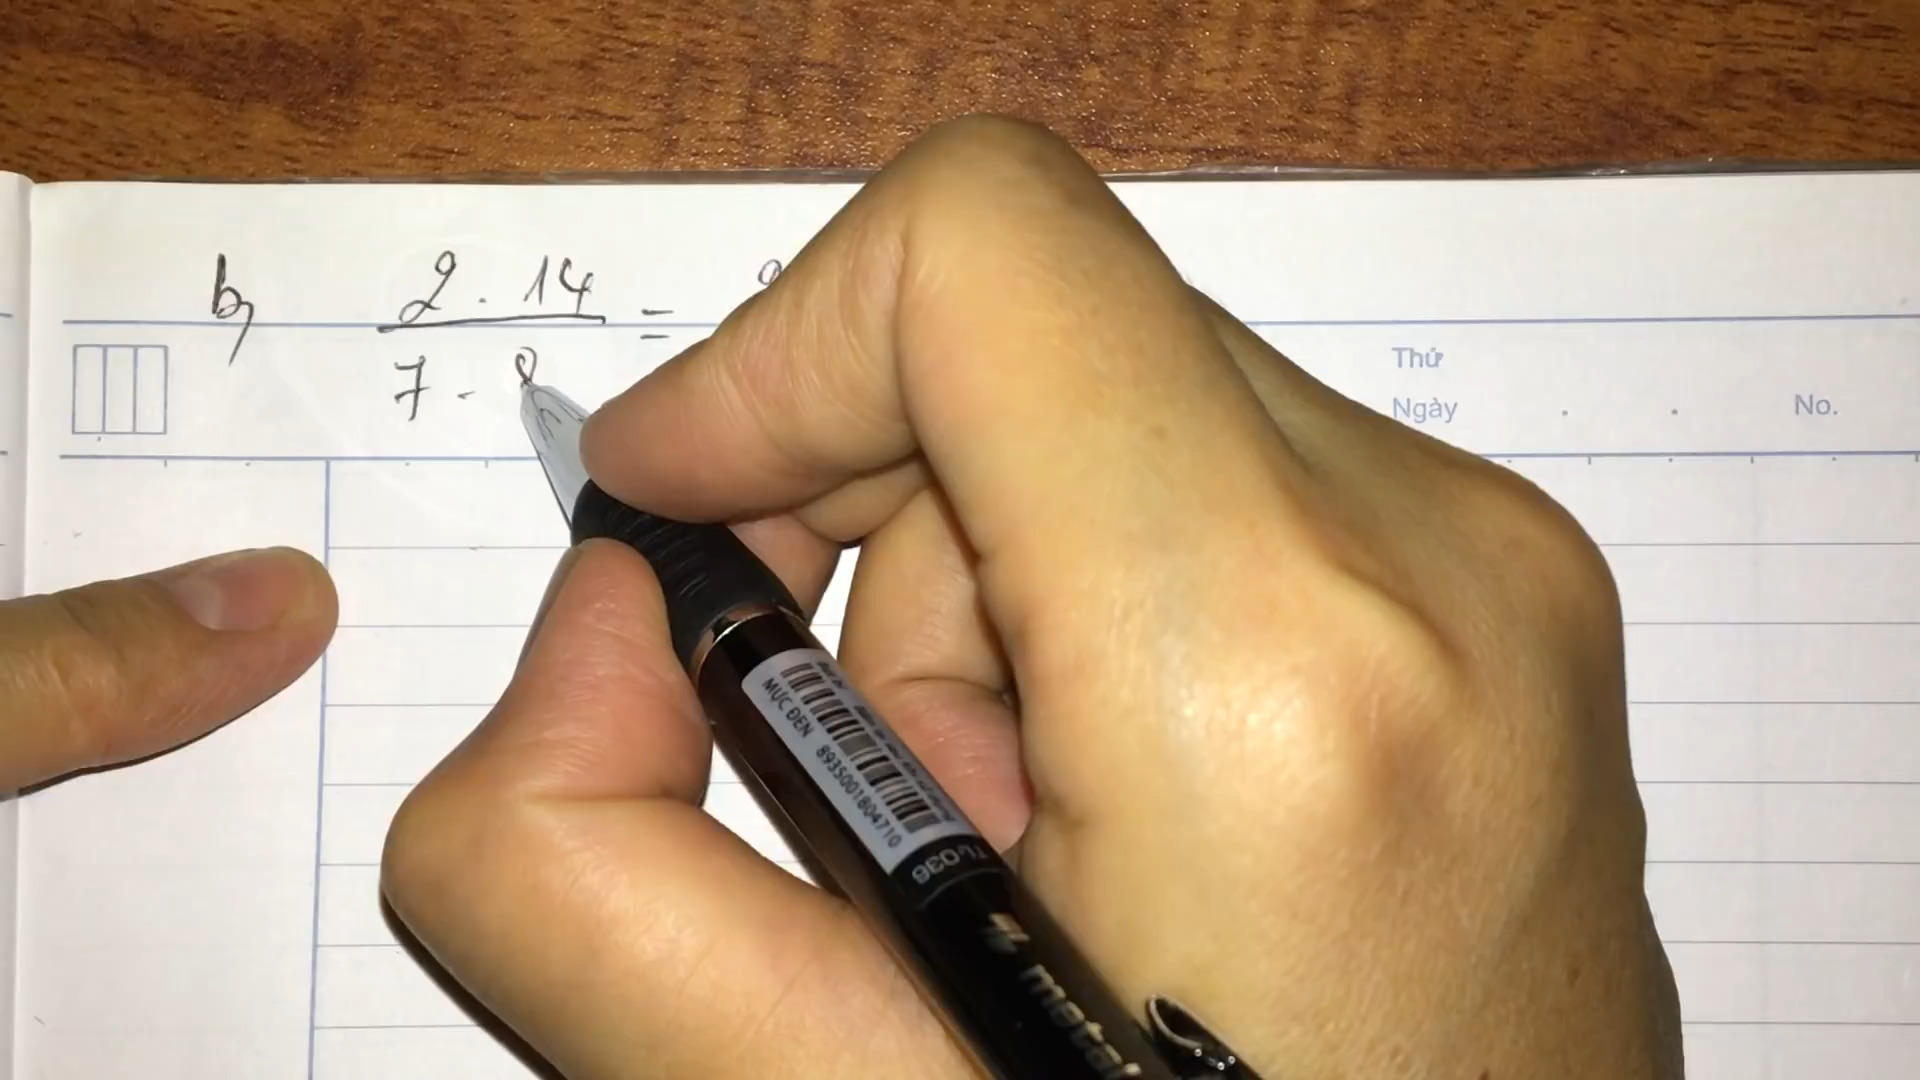 b) 2 . 14 =
7 . 8
Thứ
Ngày . . No.
MỰC ĐEN 8935001804710
TL-036
metal